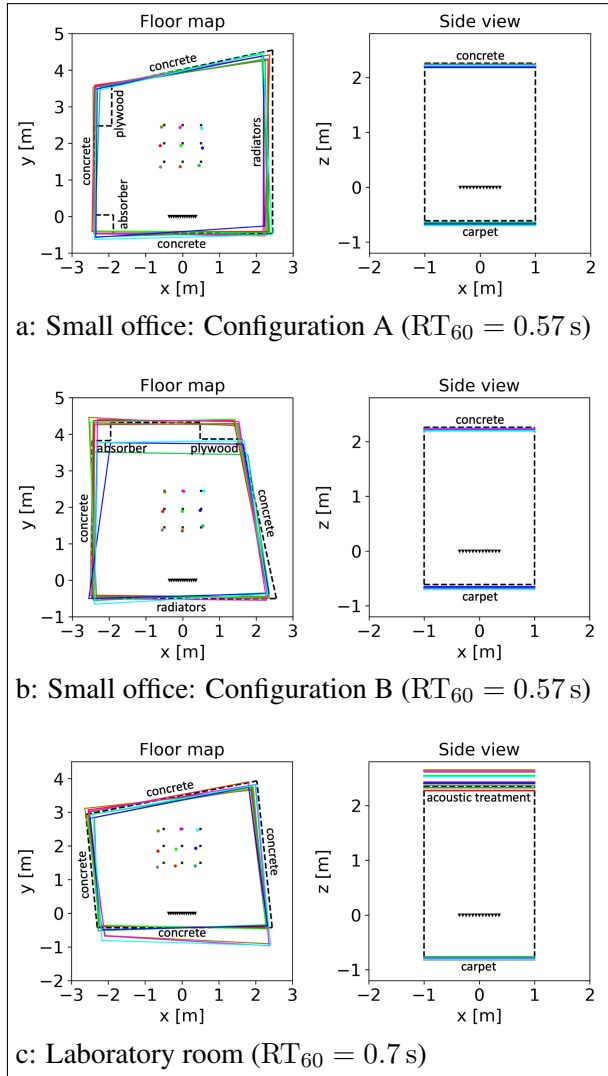 Floor map
Side view
5
4
3
2
1
0
−1
y [m]
concrete
plywood
concrete
radiators
absorber
concrete
−3 −2 −1 0 1 2 3
x [m]
2
1
0
−1
z [m]
concrete
carpet
−2 −1 0 1 2
x [m]
a: Small office: Configuration A (RT60 = 0.57 s)
Floor map
Side view
5
4
3
2
1
0
−1
y [m]
absorber
plywood
concrete
concrete
radiators
−3 −2 −1 0 1 2 3
x [m]
2
1
0
−1
z [m]
concrete
carpet
−2 −1 0 1 2
x [m]
b: Small office: Configuration B (RT60 = 0.57 s)
Floor map
Side view
4
3
2
1
0
−1
−2
y [m]
concrete
concrete
concrete
concrete
−3 −2 −1 0 1 2 3
x [m]
2
1
0
−1
z [m]
acoustic treatment
carpet
−2 −1 0 1 2
x [m]
c: Laboratory room (RT60 = 0.7 s)